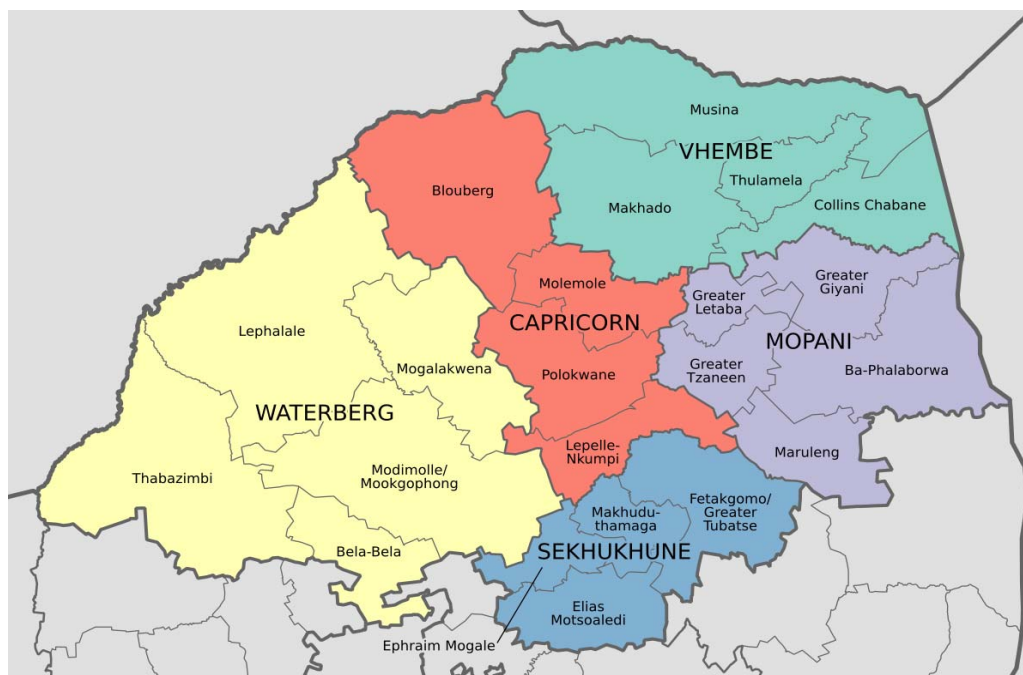 Musina
VHEMBE
Thulamela
Blouberg
Makhado
Collins Chabane
Molemole
Greater
Letaba
Greater
Giyani
CAPRICORN
Lephalale
MOPANI
Mogalakwena
Polokwane
Greater
Tzaneen
Ba-Phalaborwa
WATERBERG
Lepelle-
Nkumpi
Maruleng
Thabazimbi
Modimolle/
Mookgophong
Makhudu-
thamaga
Fetakgomo/
Greater
Tubatse
Bela-Bela
SEKHUKHUNE
Elias
Motsoaledi
Ephraim Mogale